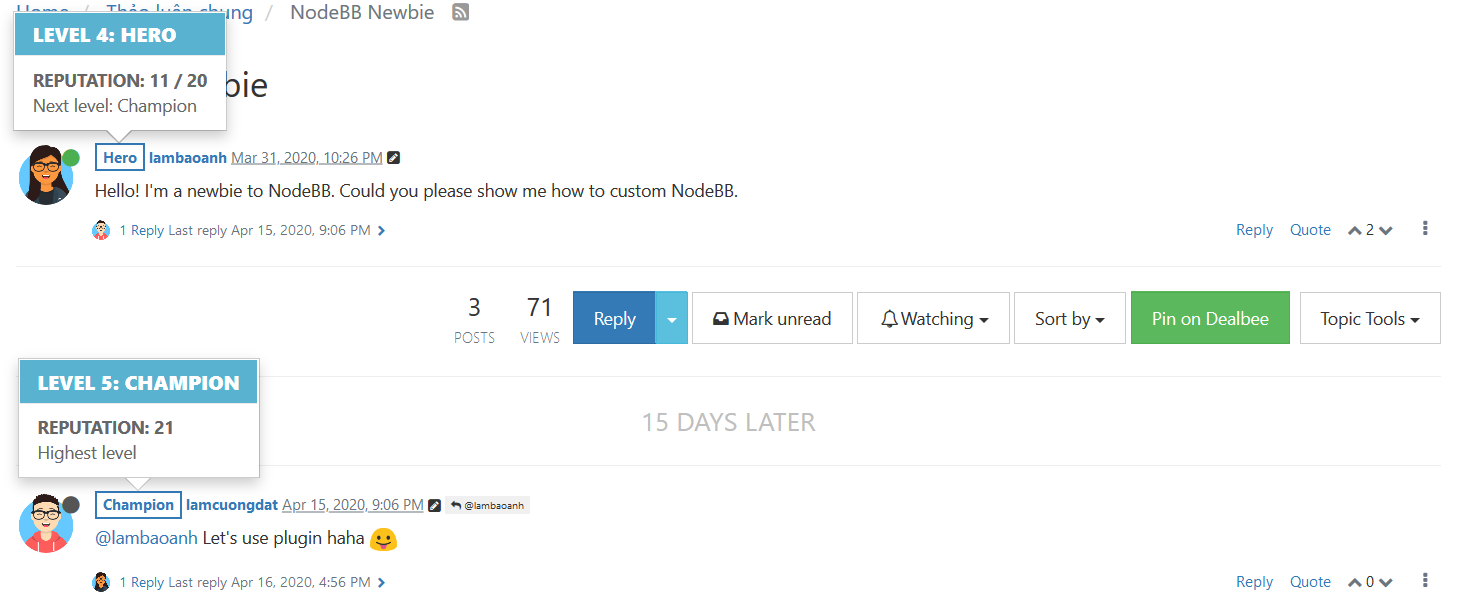 Home / Thảo luận chung / NodeBB Newbie
LEVEL 4: HERO
REPUTATION: 11 / 20
Next level: Champion
bie
Hero lambaoanh Mar 31, 2020, 10:26 PM
Hello! I'm a newbie to NodeBB. Could you please show me how to custom NodeBB.
1 Reply Last reply Apr 15, 2020, 9:06 PM
Reply Quote 2
3 POSTS
71 VIEWS
Reply
Mark unread
Watching
Sort by
Pin on Dealbee
Topic Tools
LEVEL 5: CHAMPION
REPUTATION: 21
Highest level
15 DAYS LATER
Champion lamcuongdat Apr 15, 2020, 9:06 PM @lambaoanh
@lambaoanh Let's use plugin haha 😛
1 Reply Last reply Apr 16, 2020, 4:56 PM
Reply Quote 0